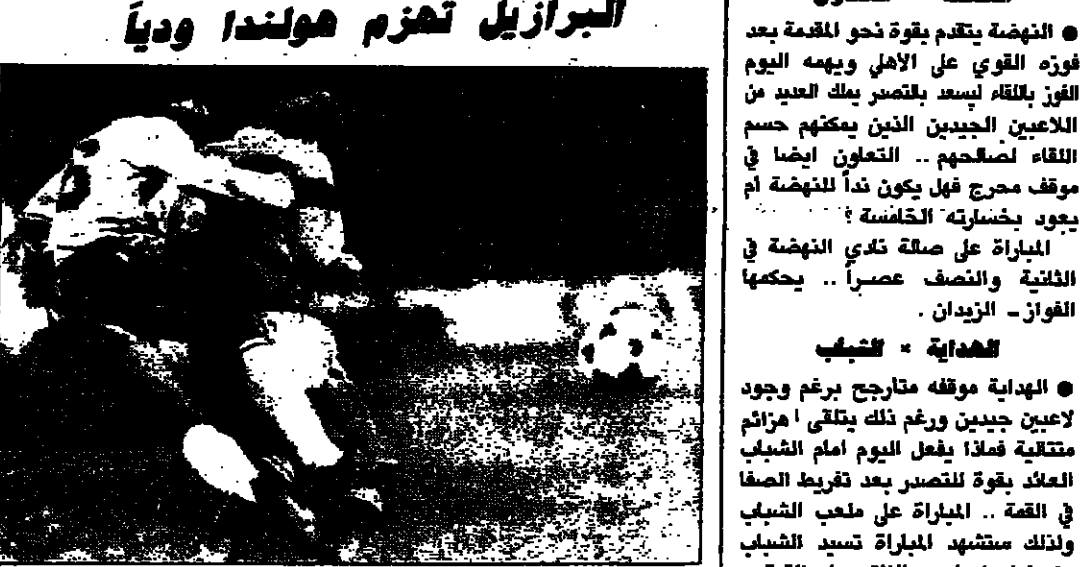 البرازيل تهزم هولندا ودياً
● النهضة يتقدم بقوة نحو المقدمة بعد
فوزه القوي على الاهلي ويهمه اليوم
الفوز باللقاء ليسعد بالتصدر يملك العديد من
اللاعبين الجيدين الذين يمكنهم حسم
اللقاء لصالحهم .. التعاون ايضا في
موقف محرج فهل يكون نداً للنهضة أم
يعود بخسارته الخامسة ؟
المباراة على صالة نادي النهضة في
الثانية والنصف عصراً .. يحكمها
الفواز ـ الزيدان .
الهداية × الشباب
● الهداية موقفه متأرجح برغم وجود
لاعبين جيدين ورغم ذلك يتلقى هزائم
متتالية فماذا يفعل اليوم امام الشباب
العائد بقوة للتصدر بعد تفريط الصفا
في القمة .. المباراة على ملعب الشباب
ولذلك ستشهد المباراة تسيد الشباب